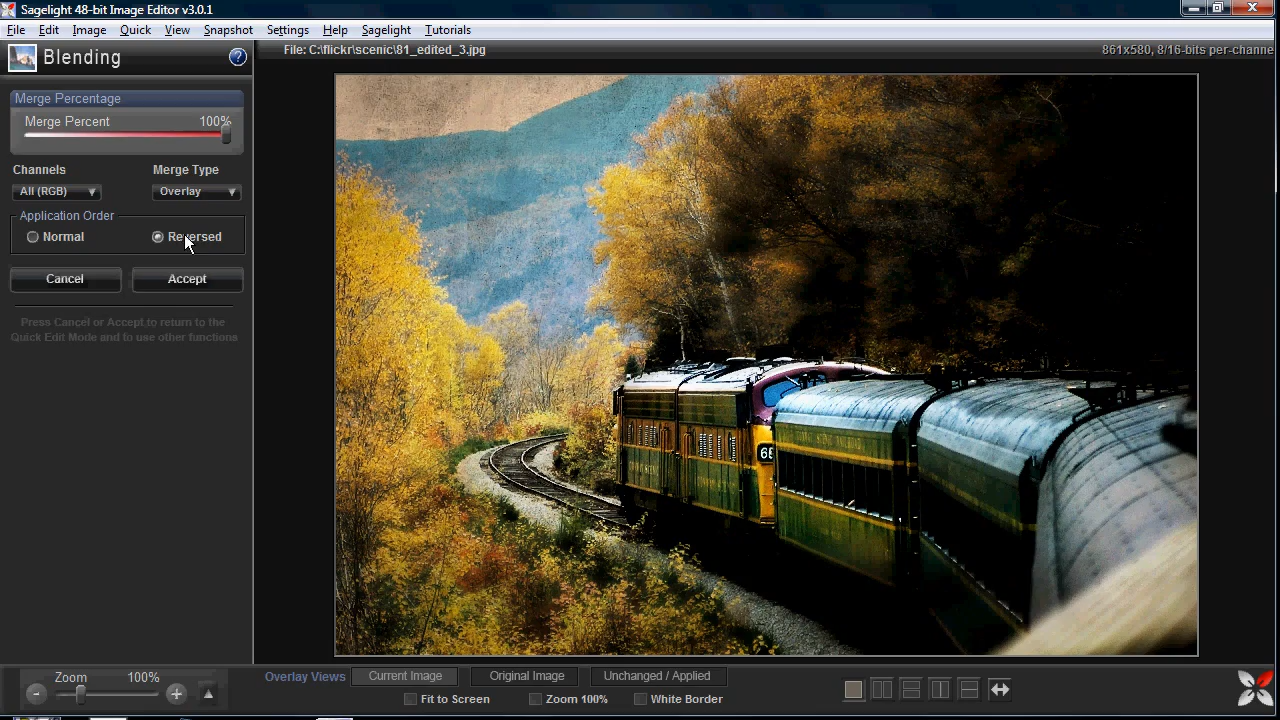 Sagelight 48-bit Image Editor v3.0.1
File Edit Image Quick View Snapshot Settings Help Sagelight Tutorials
Blending ?
File: C:\flickr\scenic\81_edited_3.jpg
861x580, 8/16-bits per-channe
Merge Percentage
Merge Percent 100%
Channels Merge Type
All (RGB) Overlay
Application Order
Normal Reversed
Cancel Accept
Press Cancel or Accept to return to the
Quick Edit Mode and to use other functions
Zoom 100%
Overlay Views Current Image Original Image Unchanged / Applied
Fit to Screen Zoom 100% White Border